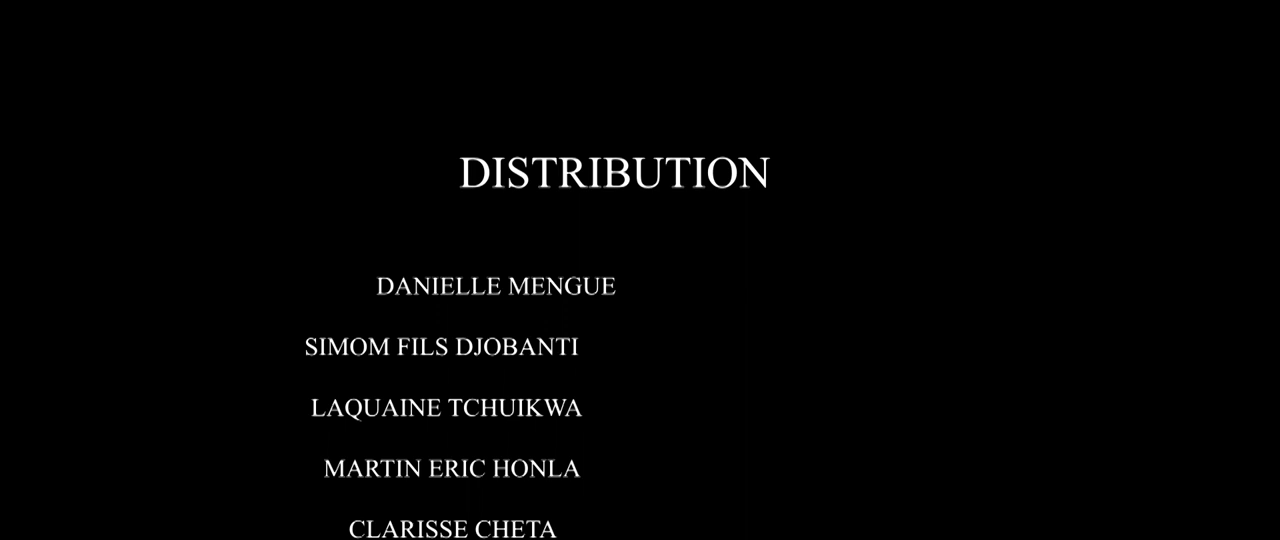 DISTRIBUTION
DANIELLE MENGUE
SIMOM FILS DJOBANTI
LAQUAINE TCHUIKWA
MARTIN ERIC HONLA
CLARISSE CHETA